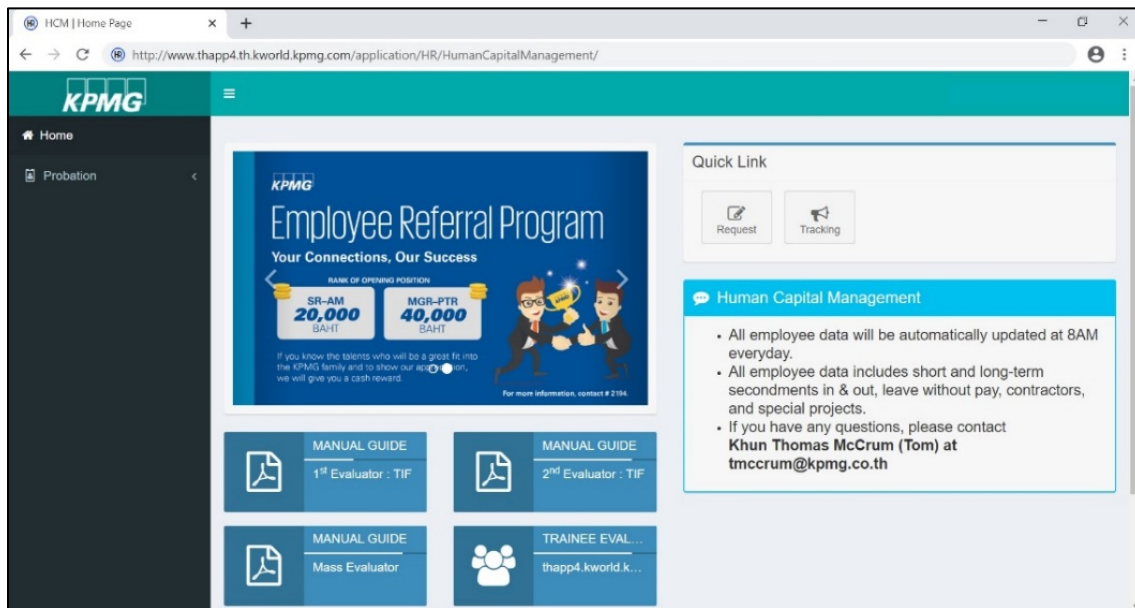 HCM | Home Page
http://www.thapp4.th.kworld.kpmg.com/application/HR/HumanCapitalManagement/
KPMG
Home
Probation
KPMG
Employee Referral Program
Your Connections, Our Success
RANK OF OPENING POSITION
SR–AM
20,000
BAHT
MGR–PTR
40,000
BAHT
If you know the talents who will be a great fit into
the KPMG family and to show our
we will give you a cash reward.
For more information, contact # 2194.
MANUAL GUIDE
1st Evaluator : TIF
MANUAL GUIDE
2nd Evaluator : TIF
MANUAL GUIDE
Mass Evaluator
TRAINEE EVAL...
thapp4.kworld.k...
Quick Link
Request
Tracking
Human Capital Management
• All employee data will be automatically updated at 8AM
everyday.
• All employee data includes short and long-term
secondments in & out, leave without pay, contractors,
and special projects.
• If you have any questions, please contact
Khun Thomas McCrum (Tom) at
tmccrum@kpmg.co.th